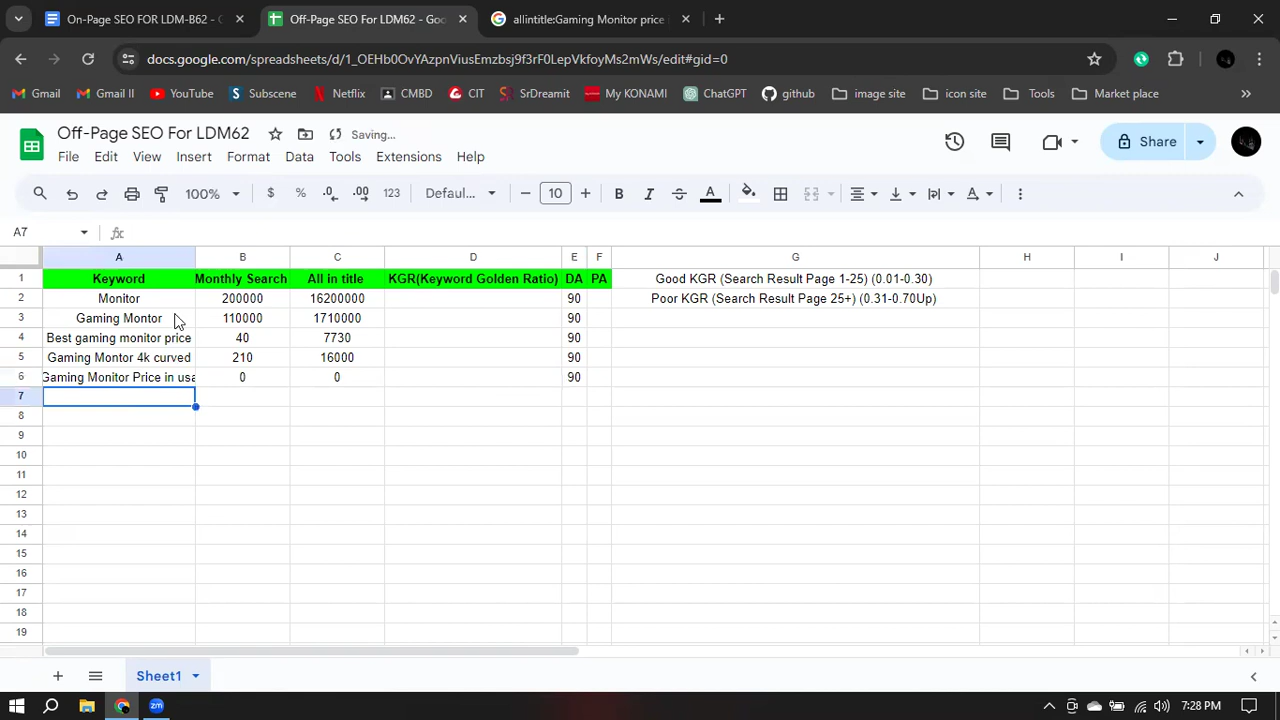 On-Page SEO For LDM-B62 - G
Off-Page SEO For LDM62 - Goo
allintitle:Gaming Monitor price i
docs.google.com/spreadsheets/d/1_OEHb0OvYAzpnViusEmzbsj9f3rF0LepVkfoyMs2mWs/edit#gid=0
Gmail
Gmail II
YouTube
Subscene
Netflix
CMBD
CIT
SrDreamit
My KONAMI
ChatGPT
github
image site
icon site
Tools
Market place
Off-Page SEO For LDM62
Saving...
Share
File Edit View Insert Format Data Tools Extensions Help
100% $ % .0 .00 123 Defaul... 10 B I A
A7
A B C D E F G H I J
1 Keyword Monthly Search All in title KGR(Keyword Golden Ratio) DA PA Good KGR (Search Result Page 1-25) (0.01-0.30)
2 Monitor 200000 16200000 90 Poor KGR (Search Result Page 25+) (0.31-0.70Up)
3 Gaming Montor 110000 1710000 90
4 Best gaming monitor price 40 7730 90
5 Gaming Montor 4k curved 210 16000 90
6 Gaming Monitor Price in usa 0 0 90
7
8
9
10
11
12
13
14
15
16
17
18
19
Sheet1
7:28 PM